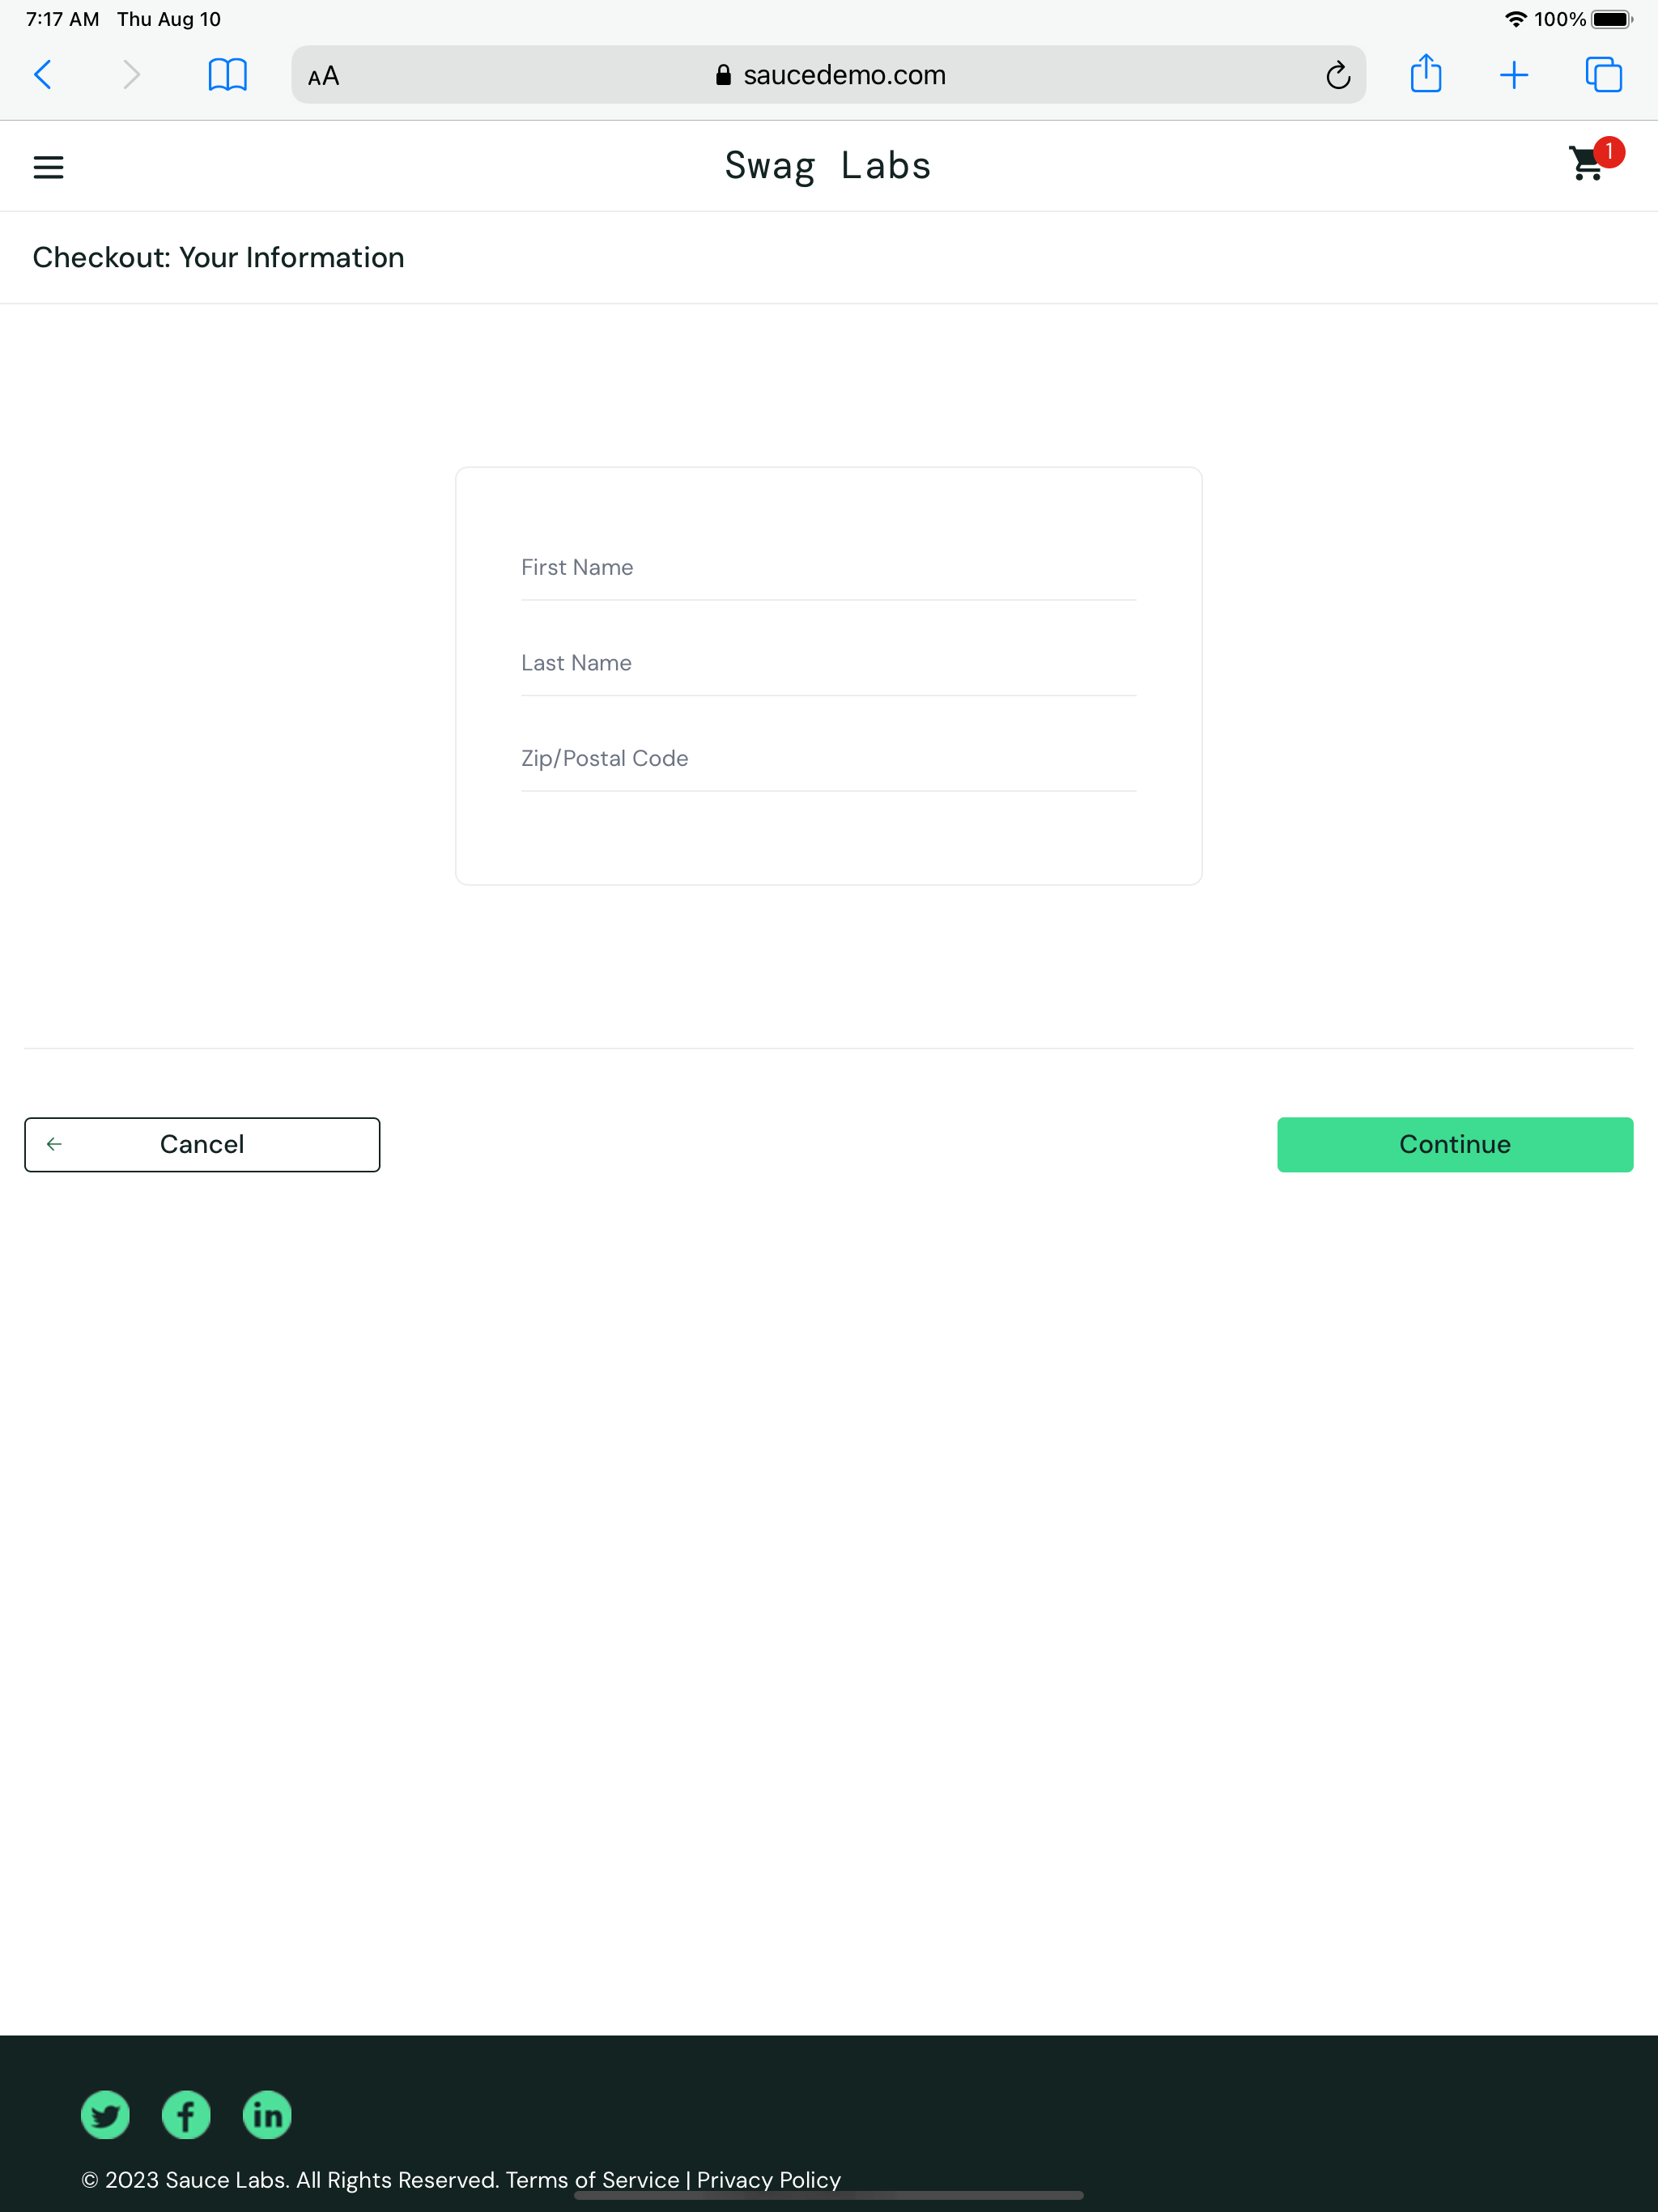 7:17 AM Thu Aug 10 100%
AA saucedemo.com
Swag Labs 1
Checkout: Your Information
First Name
Last Name
Zip/Postal Code
Cancel Continue
© 2023 Sauce Labs. All Rights Reserved. Terms of Service | Privacy Policy